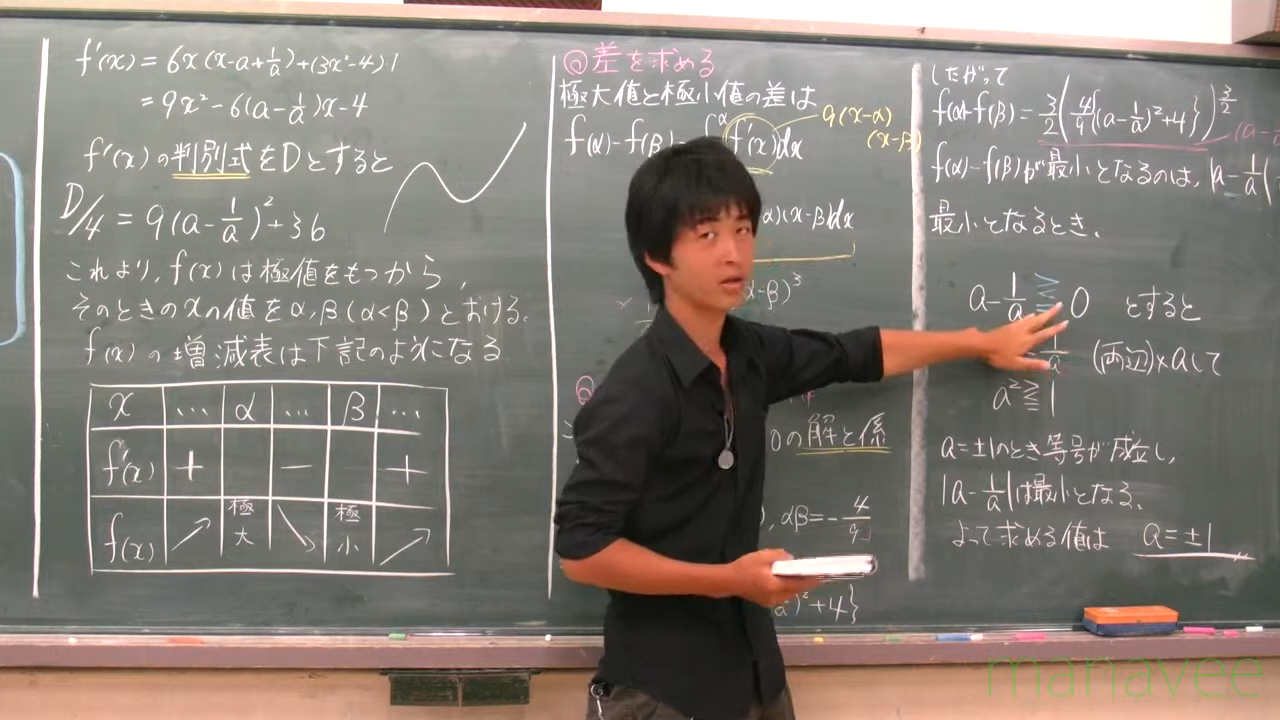 f'(x) = 6x(x-a+1/a)+(3x²-4)·1
= 9x²-6(a-1/a)x-4
f'(x)の判別式をDとすると
D/4 = 9(a-1/a)²+36
これより, f(x)は極値をもつから,
そのときのxの値をα,β(α<β)とおける.
f(x)の増減表は下記のようになる
x … α … β …
f'(x) + − +
f(x) ↗ 極大 ↘ 極小 ↗
◎差を求める
極大値と極小値の差は
f(α)-f(β)= f'(x)dx
9(x-α)
(x-β)
α)(x-β)dx
-β)³
0の解と係
αβ=-4/9
)²+4}
したがって
f(α)-f(β)=3/2(4/9{(a-1/a)²+4})^{3/2}
f(α)-f(β)が最小となるのは, |a-1/a|
最小となるとき、
a-1/a ≧ 0 とすると
1/a (両辺)×aして
a²≧1
a=±1のとき等号が成立し,
|a-1/a|は最小となる、
よって求める値は a=±1
manavee